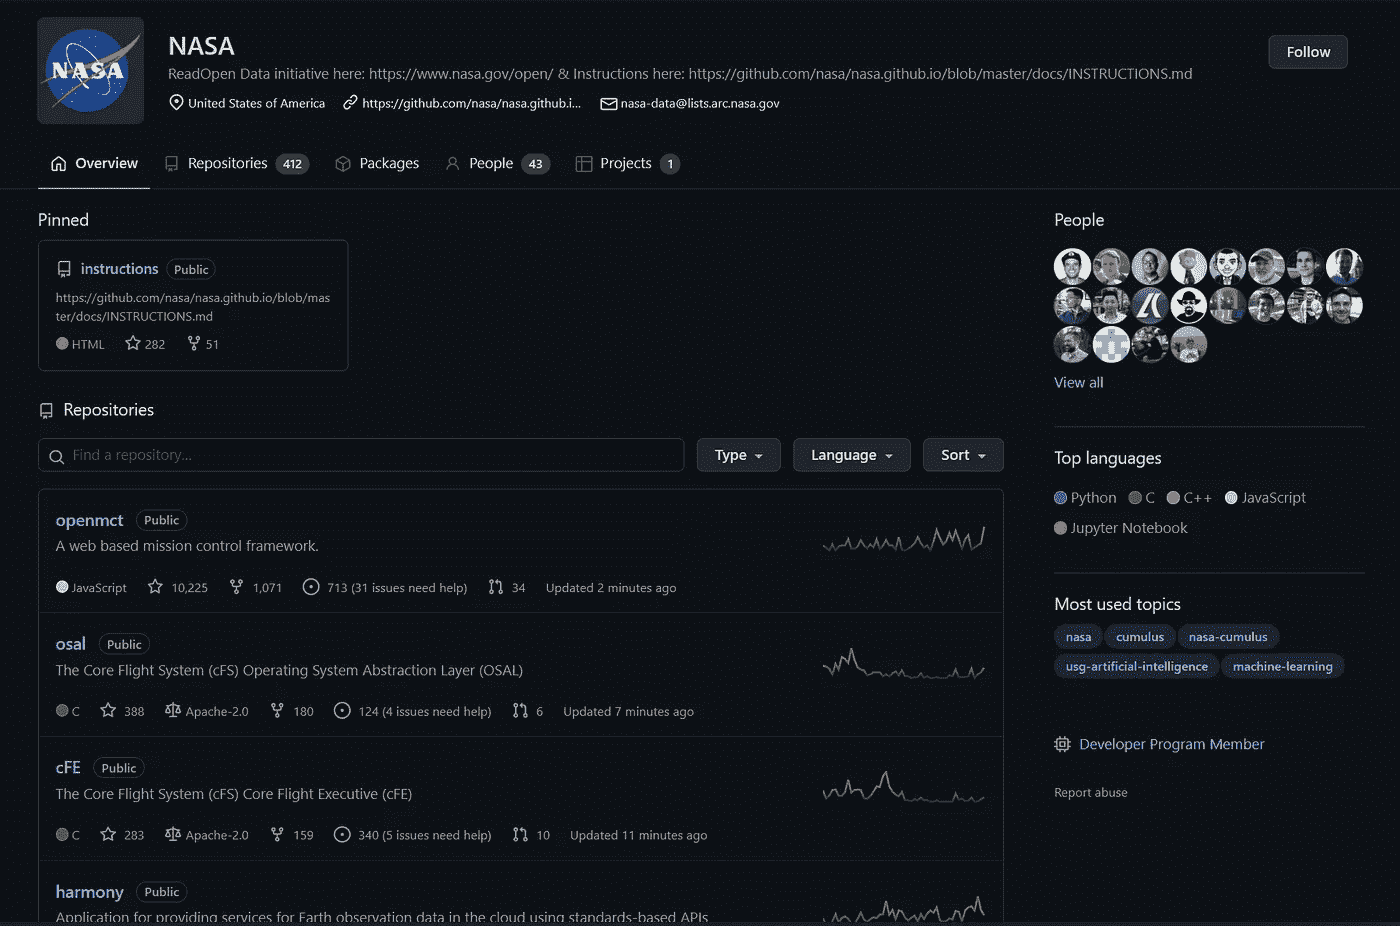 NASA
NASA
ReadOpen Data initiative here: https://www.nasa.gov/open/ & Instructions here: https://github.com/nasa/nasa.github.io/blob/master/docs/INSTRUCTIONS.md
Follow
United States of America https://github.com/nasa/nasa.github.i... nasa-data@lists.arc.nasa.gov
Overview Repositories 412 Packages People 43 Projects 1
Pinned
instructions Public
https://github.com/nasa/nasa.github.io/blob/mas
ter/docs/INSTRUCTIONS.md
HTML 282 51
Repositories
Find a repository...
Type Language Sort
openmct Public
A web based mission control framework.
JavaScript 10,225 1,071 713 (31 issues need help) 34 Updated 2 minutes ago
osal Public
The Core Flight System (cFS) Operating System Abstraction Layer (OSAL)
C 388 Apache-2.0 180 124 (4 issues need help) 6 Updated 7 minutes ago
cFE Public
The Core Flight System (cFS) Core Flight Executive (cFE)
C 283 Apache-2.0 159 340 (5 issues need help) 10 Updated 11 minutes ago
harmony Public
Application for providing services for Earth observation data in the cloud using standards-based APIs
People
View all
Top languages
Python C C++ JavaScript
Jupyter Notebook
Most used topics
nasa cumulus nasa-cumulus
usg-artificial-intelligence machine-learning
Developer Program Member
Report abuse